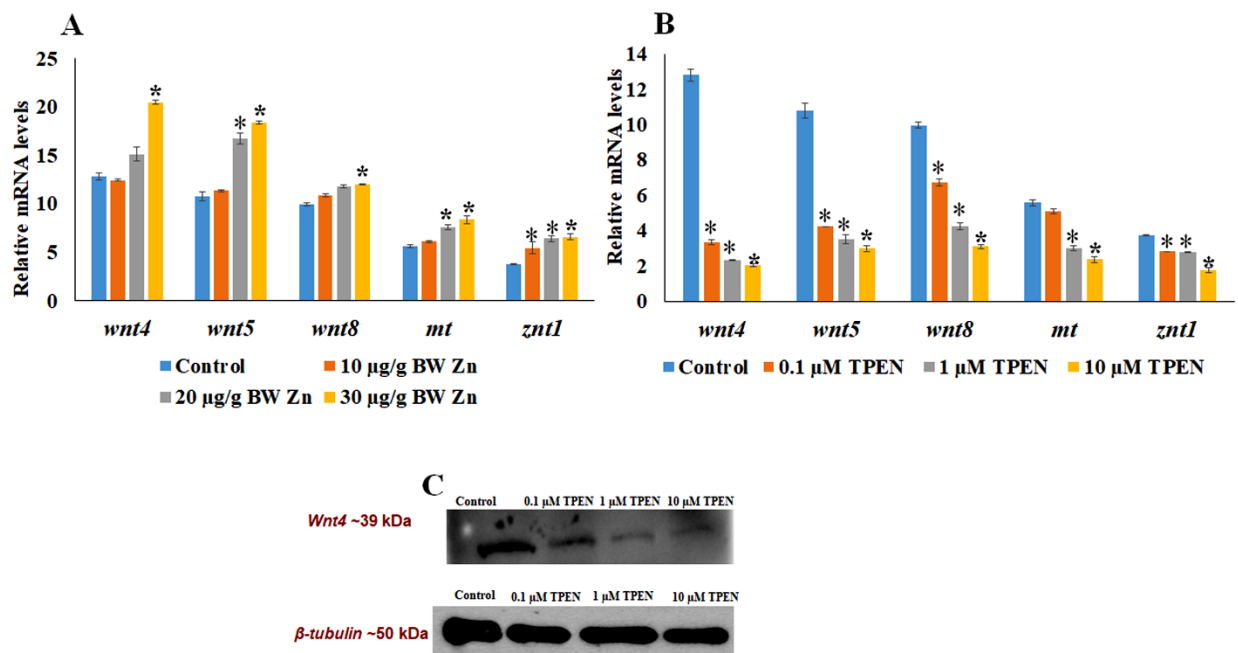 A
Relative mRNA levels
25
20
15
10
5
0
* * * * * * * * *
wnt4 wnt5 wnt8 mt znt1
Control 10 µg/g BW Zn
20 µg/g BW Zn 30 µg/g BW Zn
B
Relative mRNA levels
14
12
10
8
6
4
2
0
* * * * * * * * * * * * * *
wnt4 wnt5 wnt8 mt znt1
Control 0.1 µM TPEN 1 µM TPEN 10 µM TPEN
C
Control 0.1 µM TPEN 1 µM TPEN 10 µM TPEN
Wnt4 ~39 kDa
Control 0.1 µM TPEN 1 µM TPEN 10 µM TPEN
β-tubulin ~50 kDa